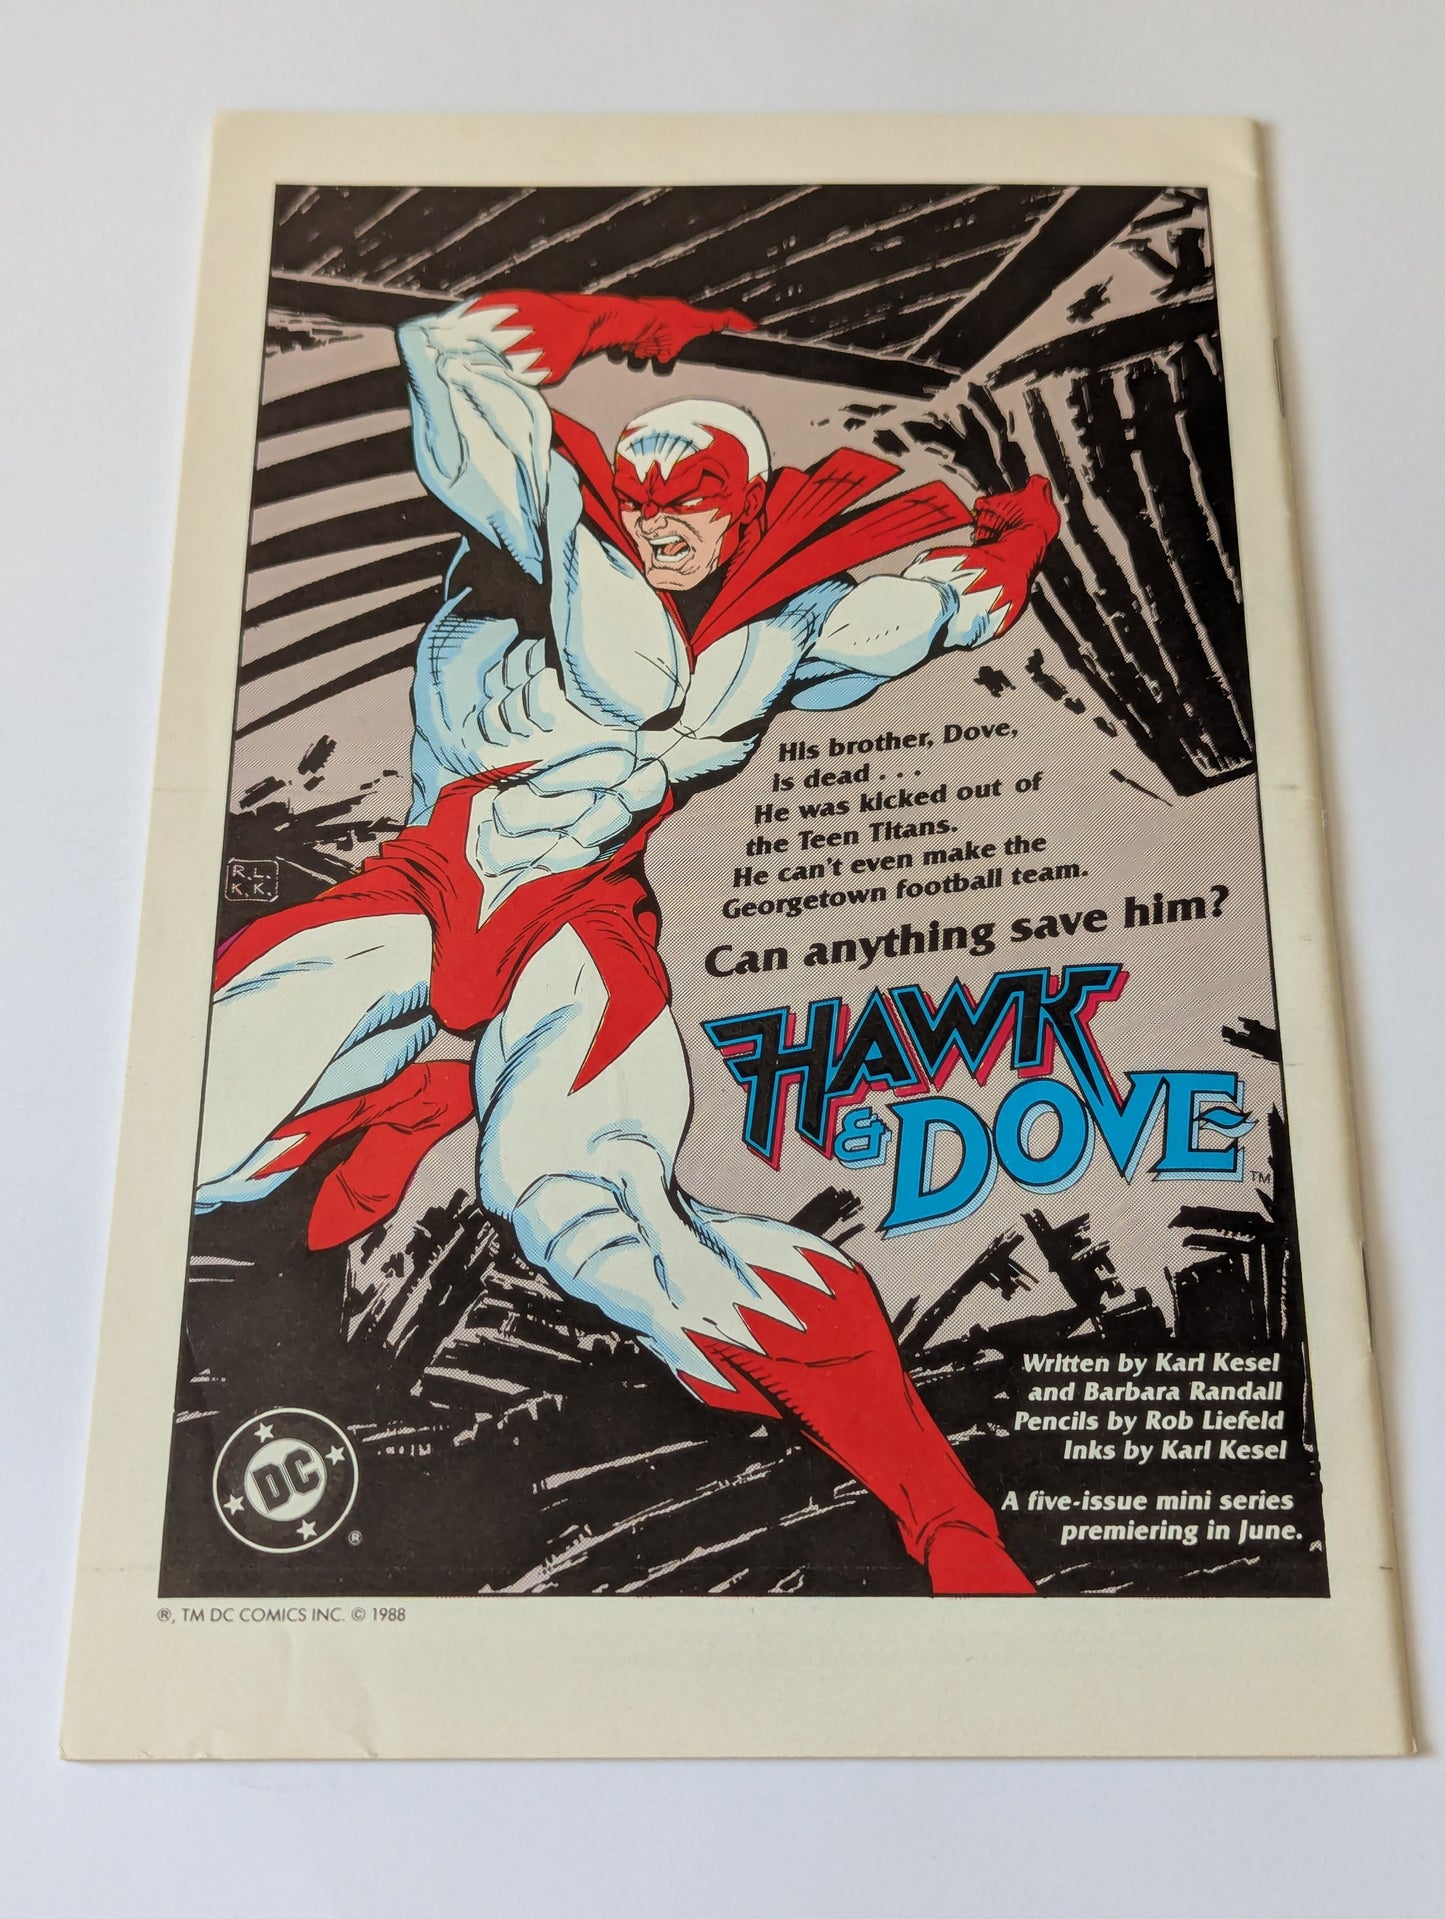 His brother, Dove,
is dead . . .
He was kicked out of
the Teen Titans.
He can't even make the
Georgetown football team.
Can anything save him?
R.L.
K.K.
HAWK
& DOVE™
Written by Karl Kesel
and Barbara Randall
Pencils by Rob Liefeld
Inks by Karl Kesel
A five-issue mini series
premiering in June.
DC®
®, TM DC COMICS INC. © 1988